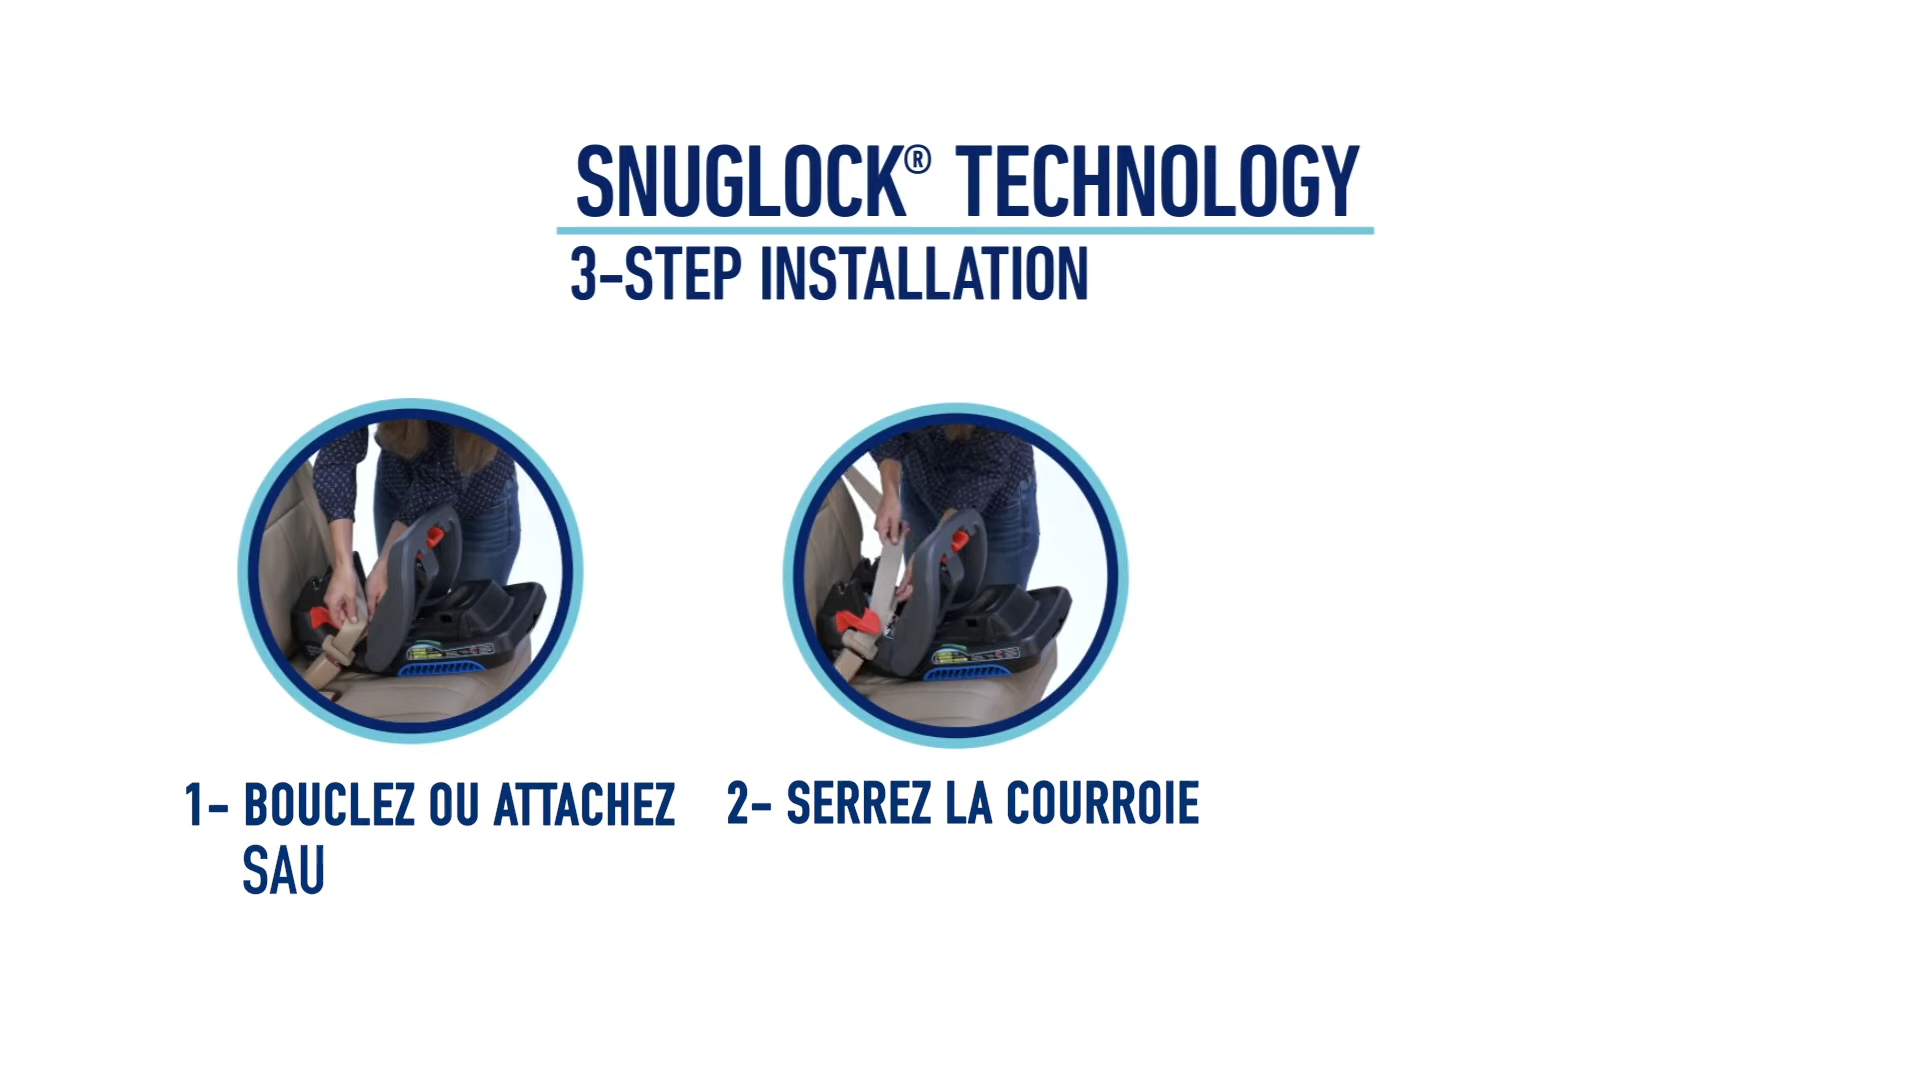 SNUGLOCK® TECHNOLOGY
3-STEP INSTALLATION
1- BOUCLEZ OU ATTACHEZ
SAU
2- SERREZ LA COURROIE